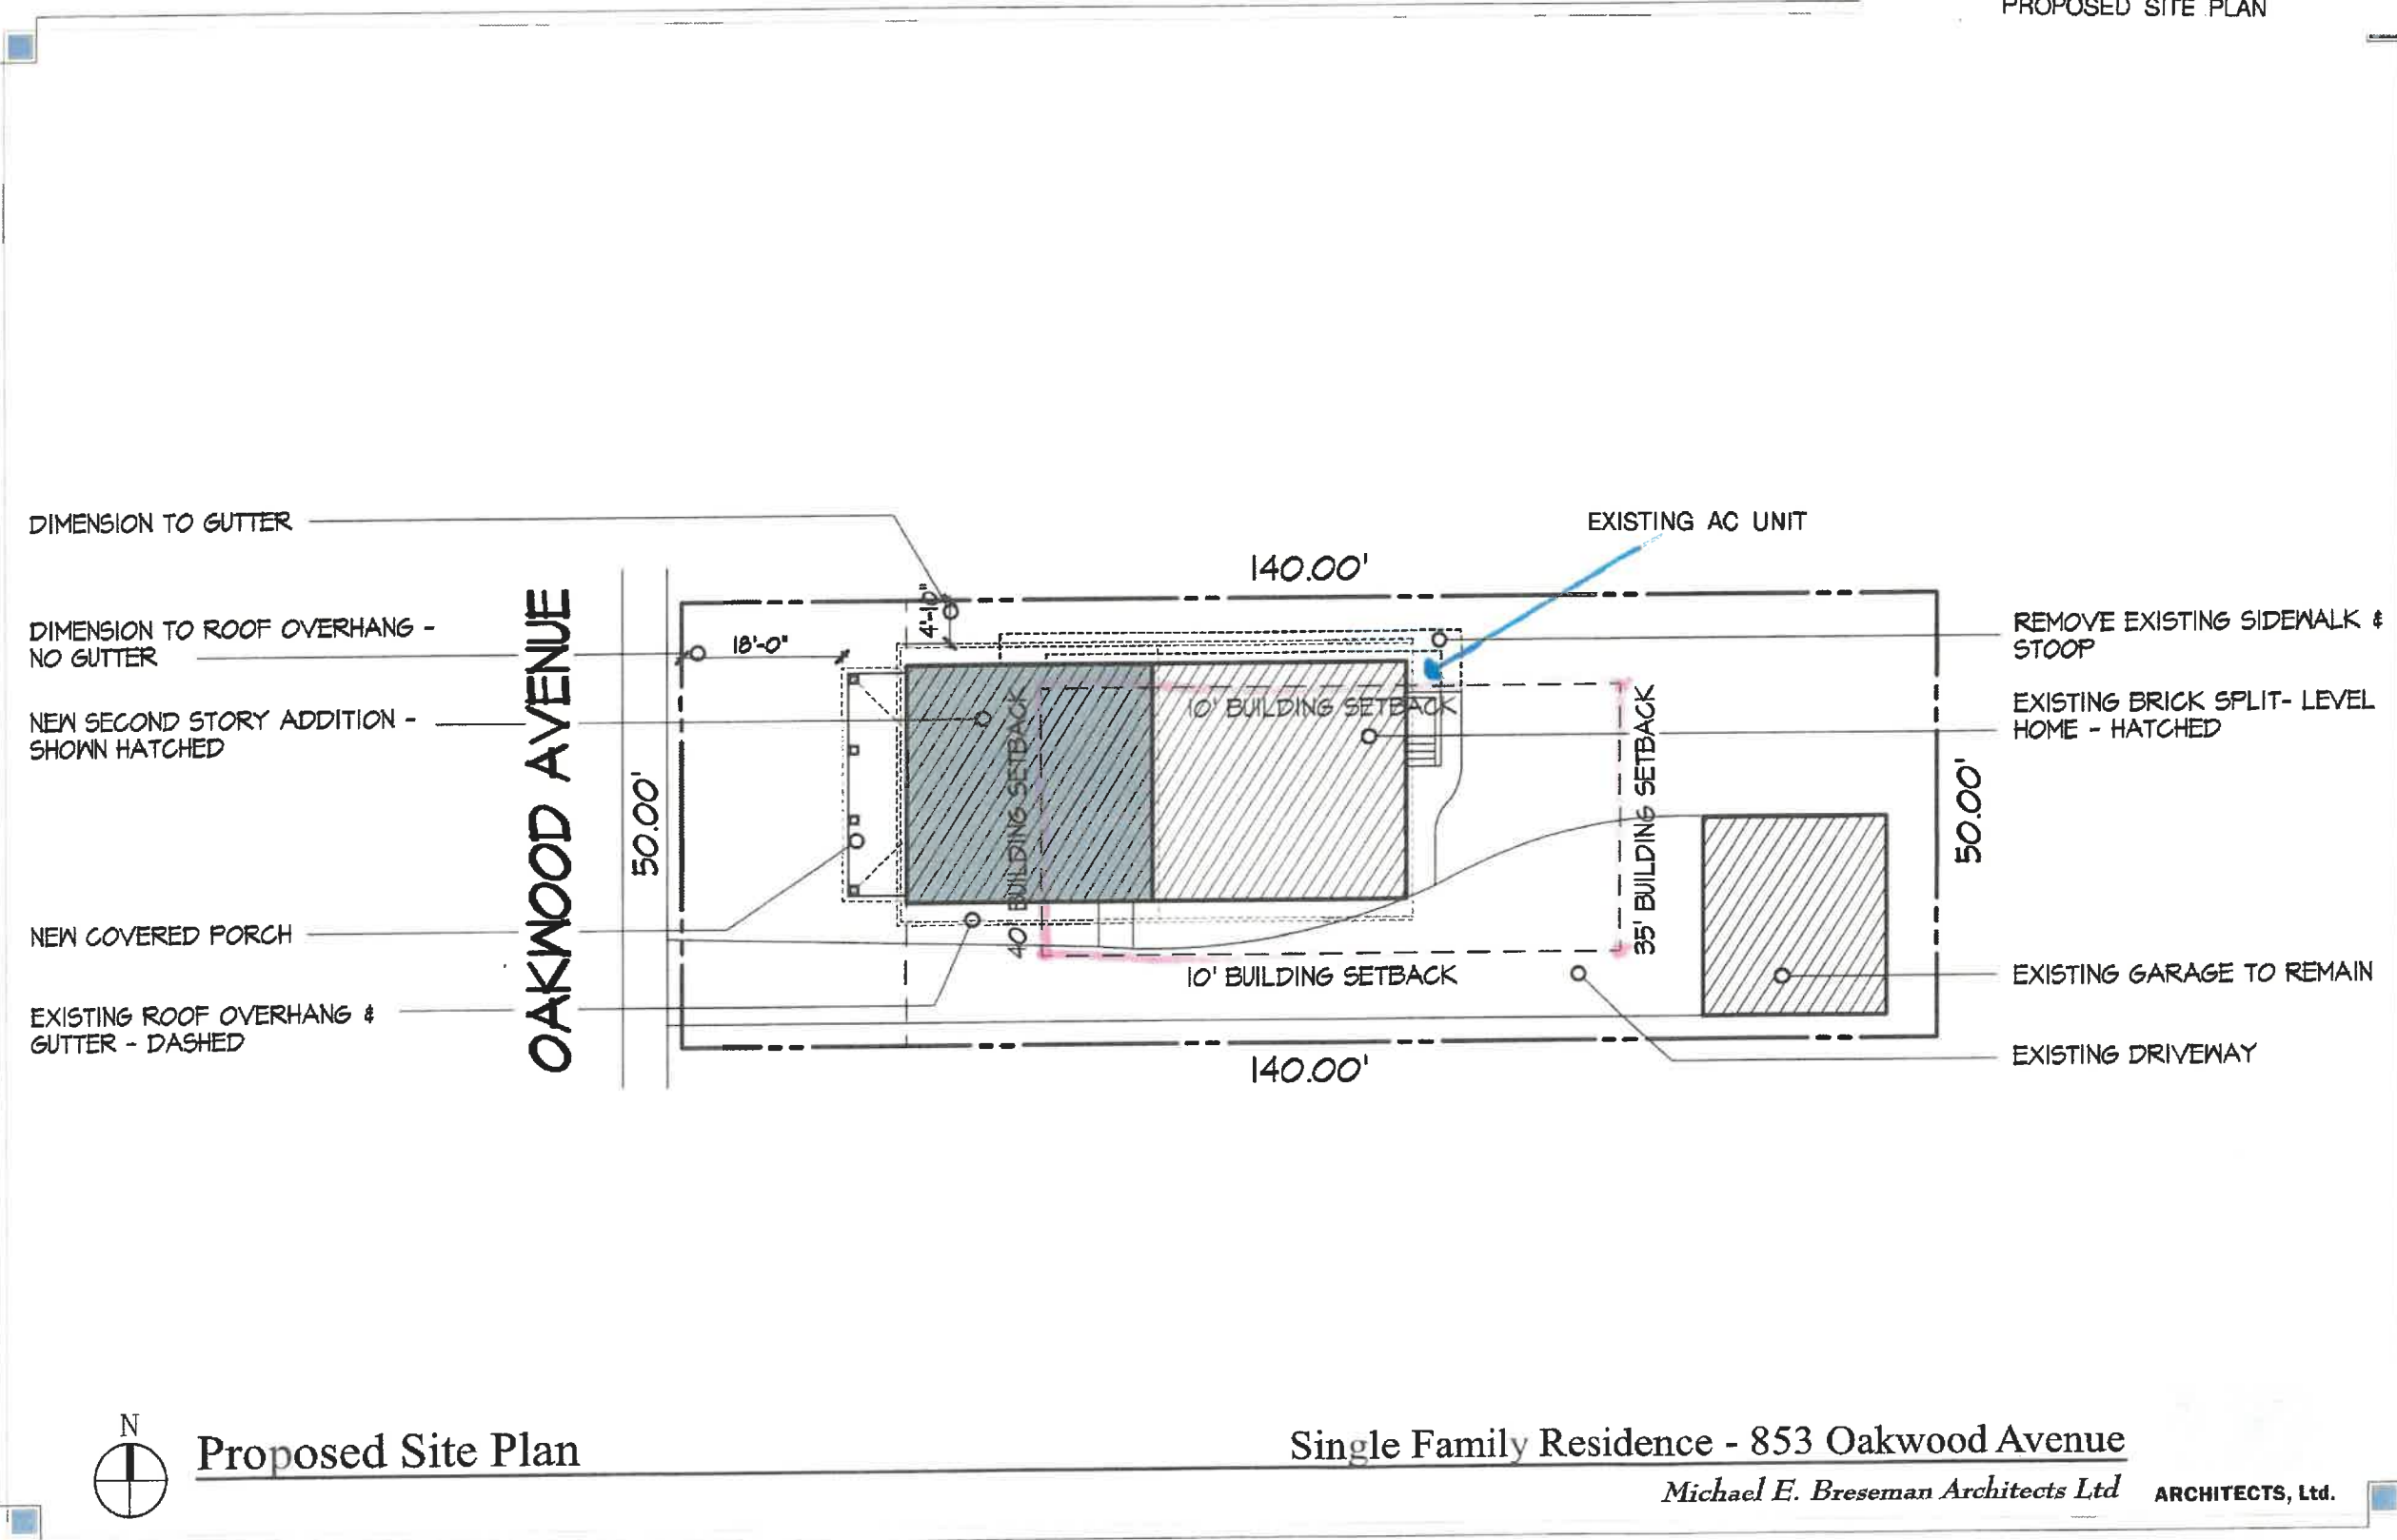 PROPOSED SITE PLAN
DIMENSION TO GUTTER
EXISTING AC UNIT
140.00'
4'-10"
DIMENSION TO ROOF OVERHANG -
NO GUTTER
18'-0"
REMOVE EXISTING SIDEWALK &
STOOP
NEW SECOND STORY ADDITION -
SHOWN HATCHED
OAKWOOD AVENUE
50.00'
40' BUILDING SETBACK
10' BUILDING SETBACK
35' BUILDING SETBACK
EXISTING BRICK SPLIT- LEVEL
HOME - HATCHED
50.00'
NEW COVERED PORCH
10' BUILDING SETBACK
EXISTING GARAGE TO REMAIN
EXISTING ROOF OVERHANG &
GUTTER - DASHED
EXISTING DRIVEWAY
140.00'
N
Proposed Site Plan
Single Family Residence - 853 Oakwood Avenue
Michael E. Breseman Architects Ltd
ARCHITECTS, Ltd.